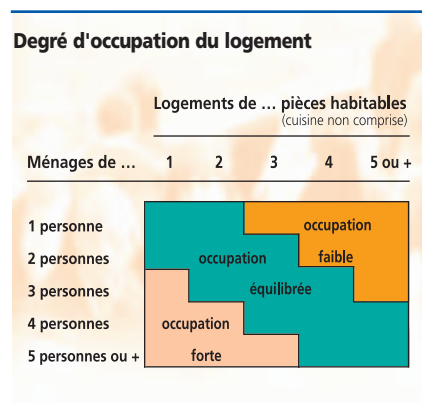 Degré d'occupation du logement
Logements de ... pièces habitables
(cuisine non comprise)
Ménages de ... 1 2 3 4 5 ou +
1 personne occupation
2 personnes occupation faible
3 personnes équilibrée
4 personnes occupation
5 personnes ou + forte